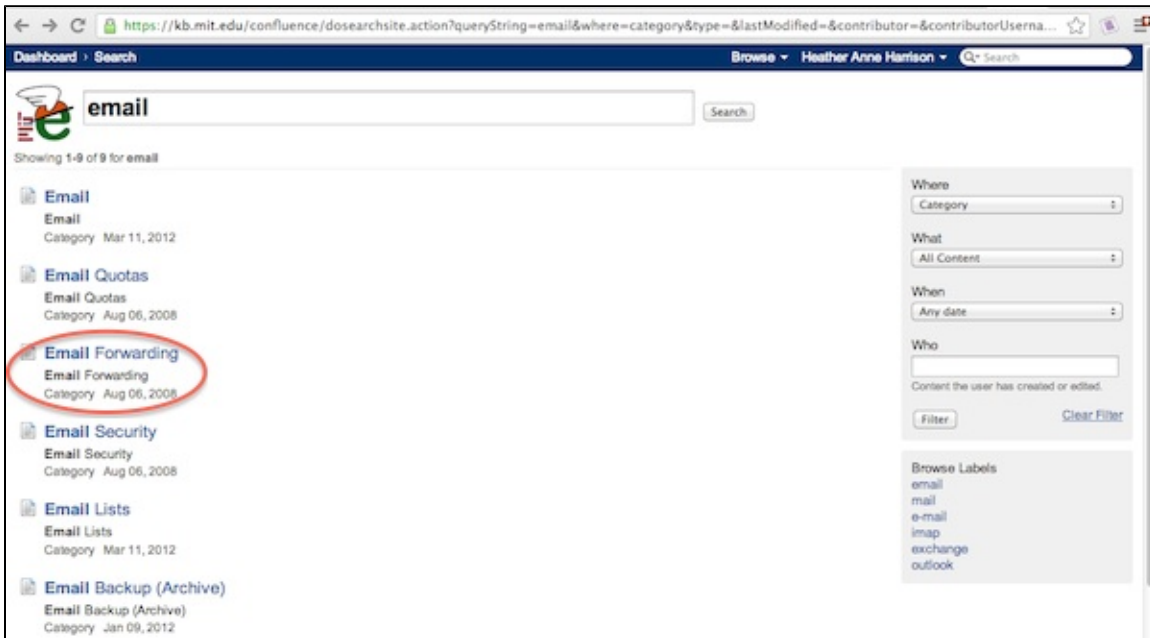 https://kb.mit.edu/confluence/dosearchsite.action?queryString=email&where=category&type=&lastModified=&contributor=&contributorUserna...
Dashboard > Search Browse Heather Anne Harrison Search
email Search
Showing 1-9 of 9 for email
Email
Email
Category Mar 11, 2012
Email Quotas
Email Quotas
Category Aug 06, 2008
Email Forwarding
Email Forwarding
Category Aug 06, 2008
Email Security
Email Security
Category Aug 06, 2008
Email Lists
Email Lists
Category Mar 11, 2012
Email Backup (Archive)
Email Backup (Archive)
Category Jan 09, 2012
Where
Category
What
All Content
When
Any date
Who
Content the user has created or edited.
Filter Clear Filter
Browse Labels
email
mail
e-mail
imap
exchange
outlook